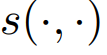 s(·, ·)